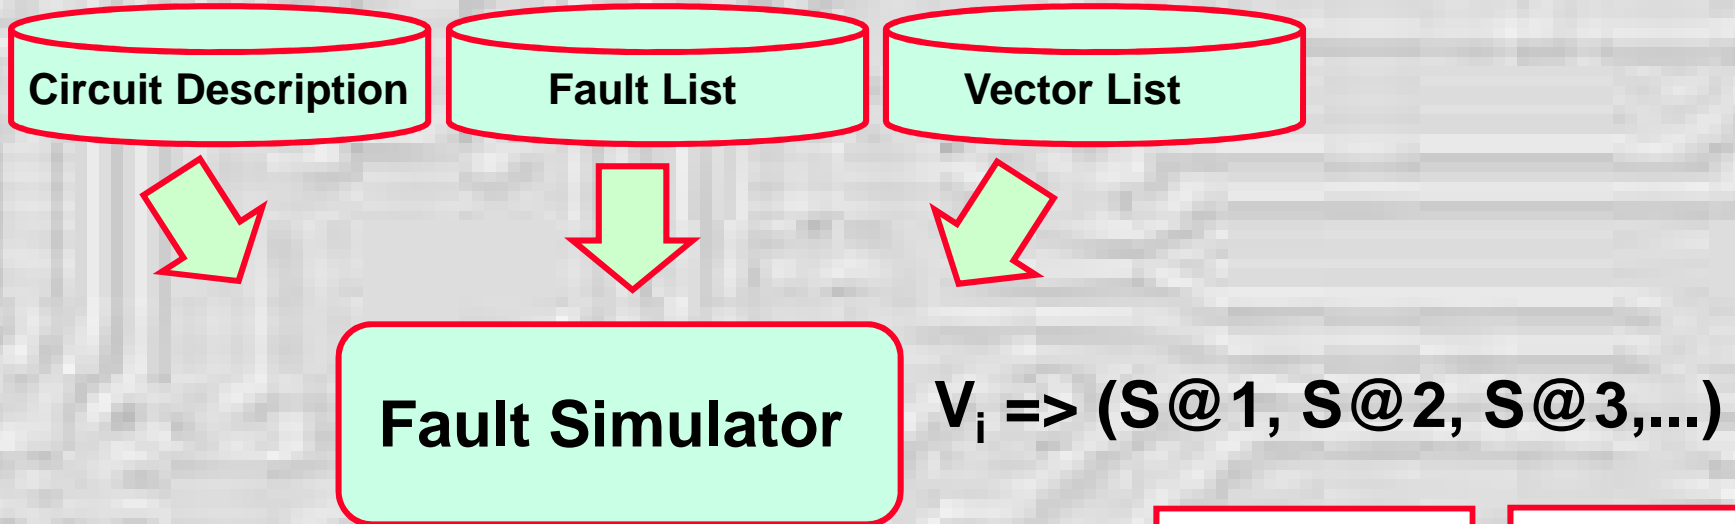 Circuit Description
Fault List
Vector List
Fault Simulator
Vi => (S@1, S@2, S@3,...)